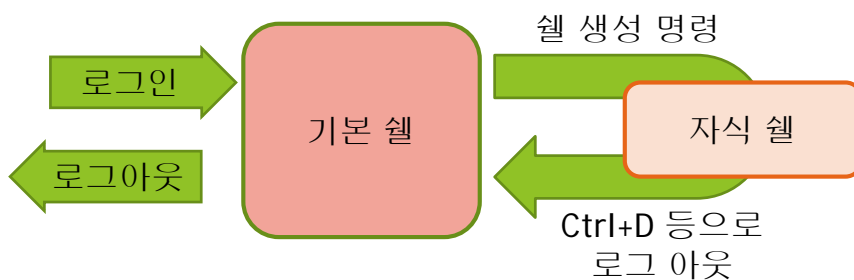 로그인
로그아웃
기본 쉘
쉘 생성 명령
자식 쉘
Ctrl+D 등으로
로그 아웃